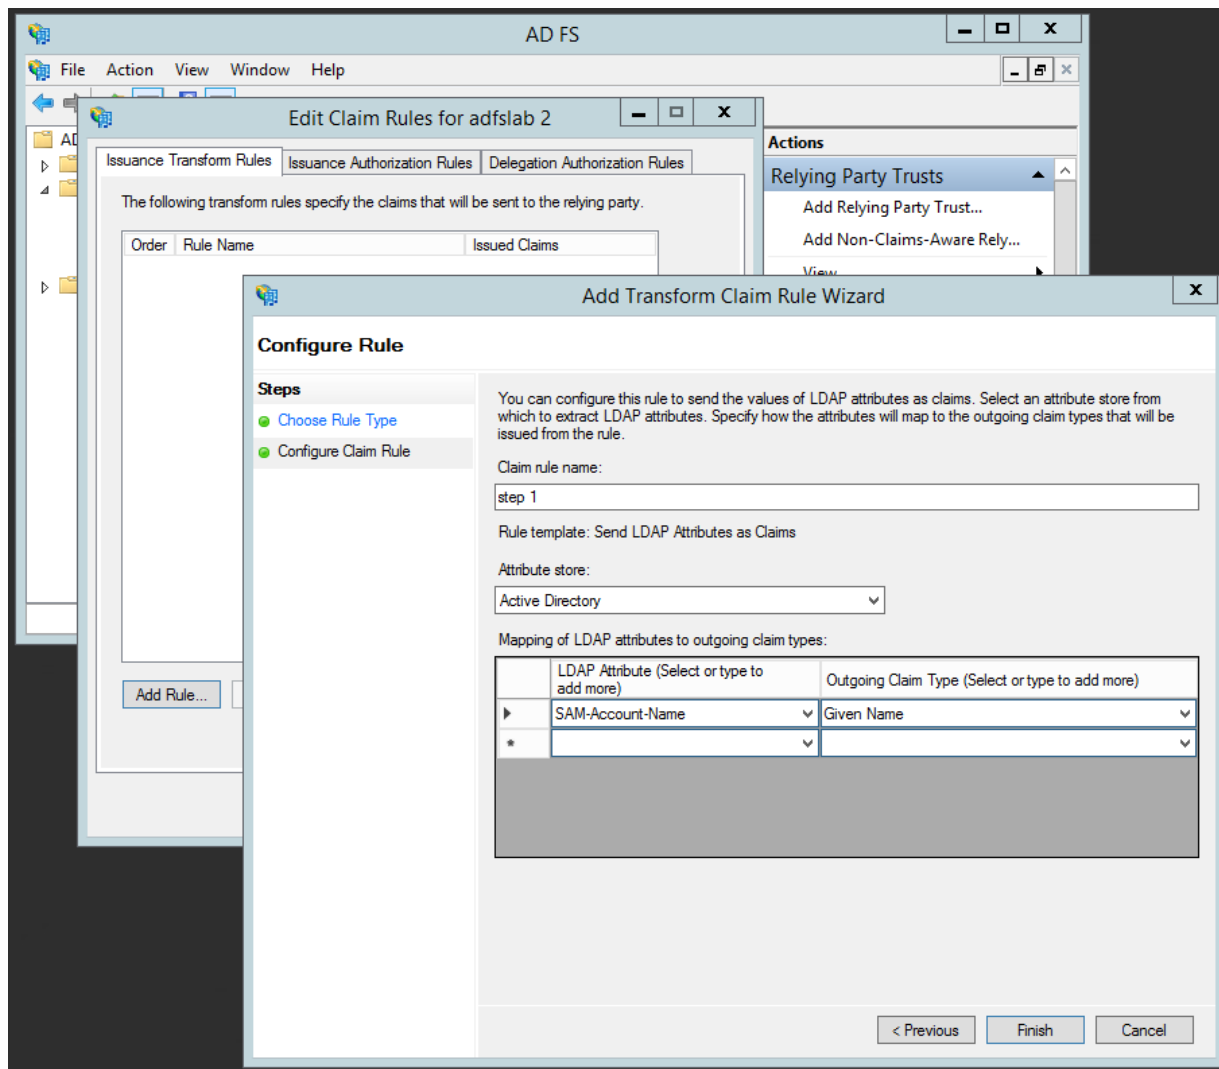 AD FS
File Action View Window Help
Edit Claim Rules for adfslab 2
Issuance Transform Rules Issuance Authorization Rules Delegation Authorization Rules
The following transform rules specify the claims that will be sent to the relying party.
Order Rule Name Issued Claims
Add Rule...
Actions
Relying Party Trusts
Add Relying Party Trust...
Add Non-Claims-Aware Rely...
View
Add Transform Claim Rule Wizard
Configure Rule
Steps
Choose Rule Type
Configure Claim Rule
You can configure this rule to send the values of LDAP attributes as claims. Select an attribute store from
which to extract LDAP attributes. Specify how the attributes will map to the outgoing claim types that will be
issued from the rule.
Claim rule name:
step 1
Rule template: Send LDAP Attributes as Claims
Attribute store:
Active Directory
Mapping of LDAP attributes to outgoing claim types:
LDAP Attribute (Select or type to
add more)
Outgoing Claim Type (Select or type to add more)
SAM-Account-Name Given Name
< Previous Finish Cancel